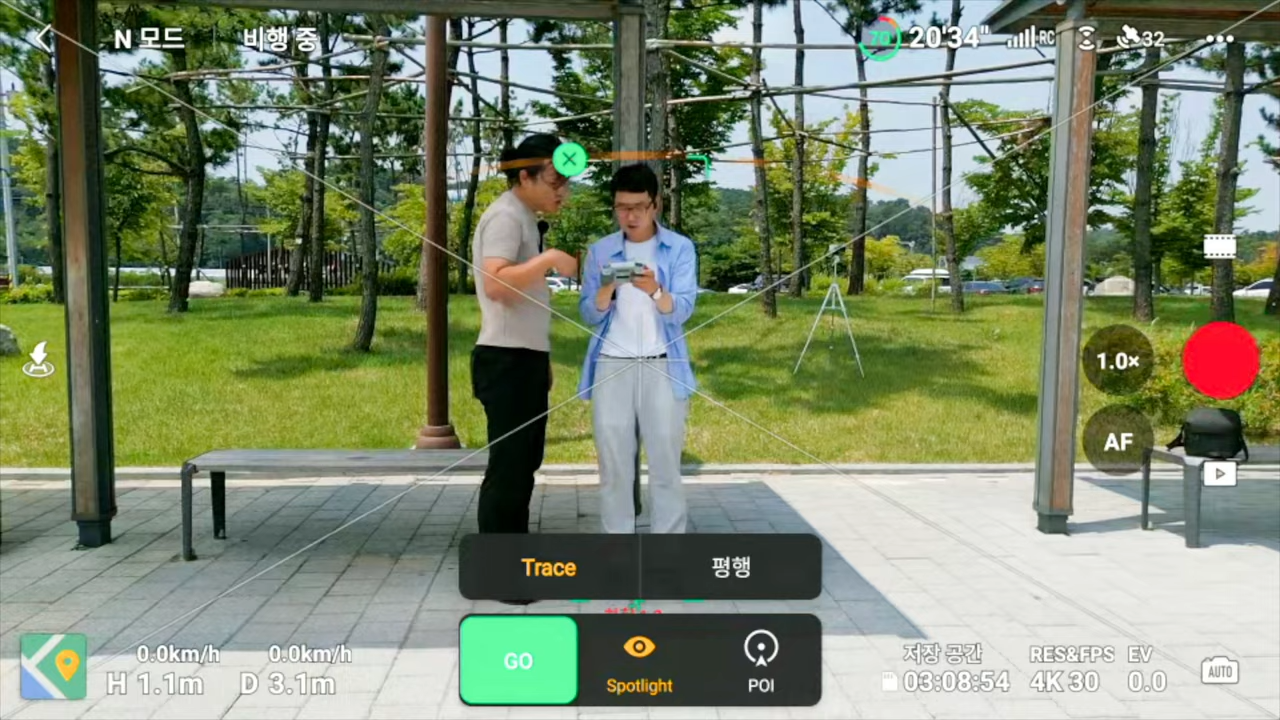 N 모드
비행 중
70
20'34"
RC
32
1.0×
AF
Trace
평행
GO
Spotlight
POI
0.0km/h
0.0km/h
H 1.1m
D 3.1m
저장 공간
03:08:54
RES&FPS
4K 30
EV
0.0
AUTO